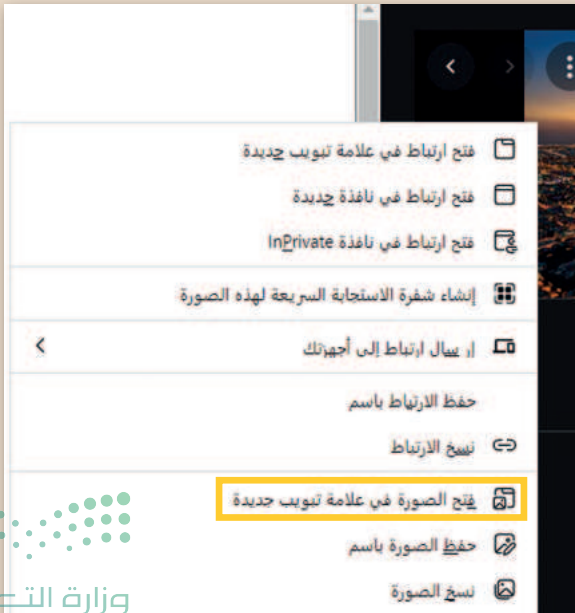 فتح ارتباط في علامة تبويب جديدة
فتح ارتباط في نافذة جديدة
فتح ارتباط في نافذة InPrivate
إنشاء شفرة الاستجابة السريعة لهذه الصورة
إرسال ارتباط إلى أجهزتك
حفظ الارتباط باسم
نسخ الارتباط
فتح الصورة في علامة تبويب جديدة
حفظ الصورة باسم
نسخ الصورة
وزارة